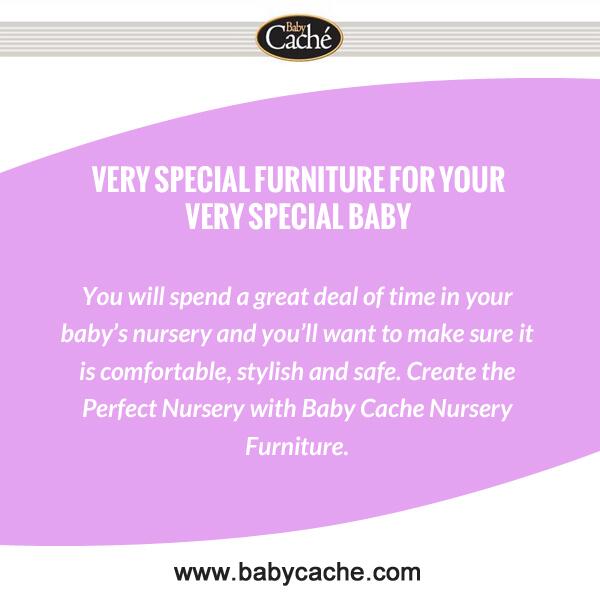 Baby
Caché
VERY SPECIAL FURNITURE FOR YOUR
VERY SPECIAL BABY
You will spend a great deal of time in your
baby’s nursery and you’ll want to make sure it
is comfortable, stylish and safe. Create the
Perfect Nursery with Baby Cache Nursery
Furniture.
www.babycache.com